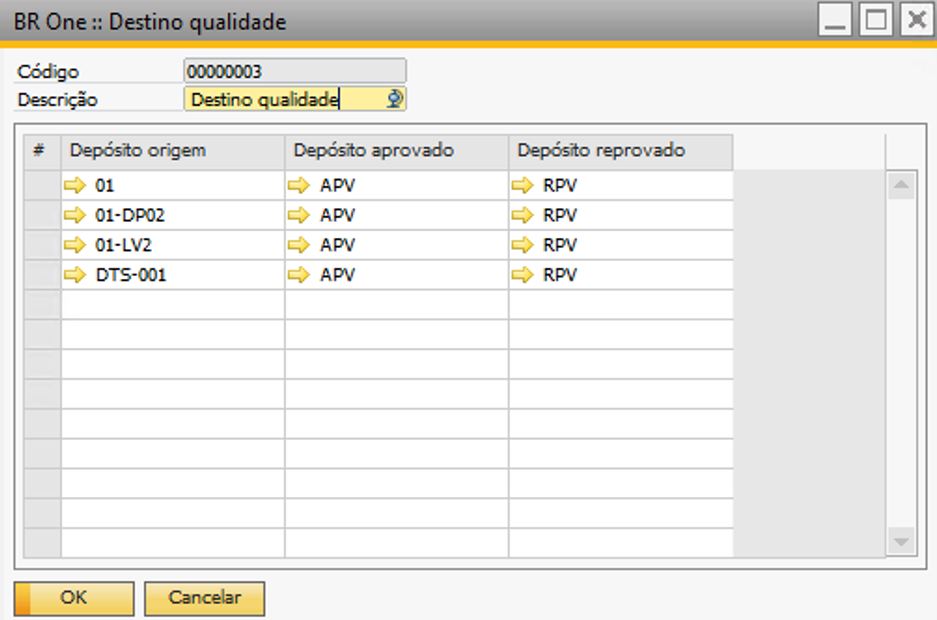 BR One :: Destino qualidade
Código 00000003
Descrição Destino qualidade
# Depósito origem Depósito aprovado Depósito reprovado
01 APV RPV
01-DP02 APV RPV
01-LV2 APV RPV
DTS-001 APV RPV
OK Cancelar